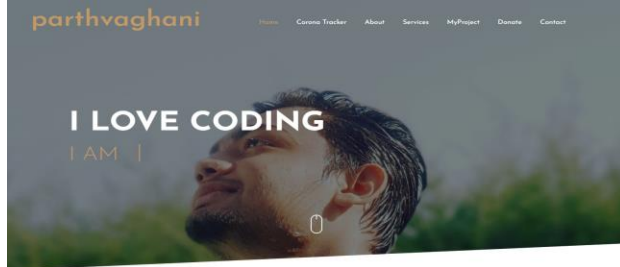 parthvaghani
Home Corona Tracker About Services MyProject Donate Contact
I LOVE CODING
I AM |